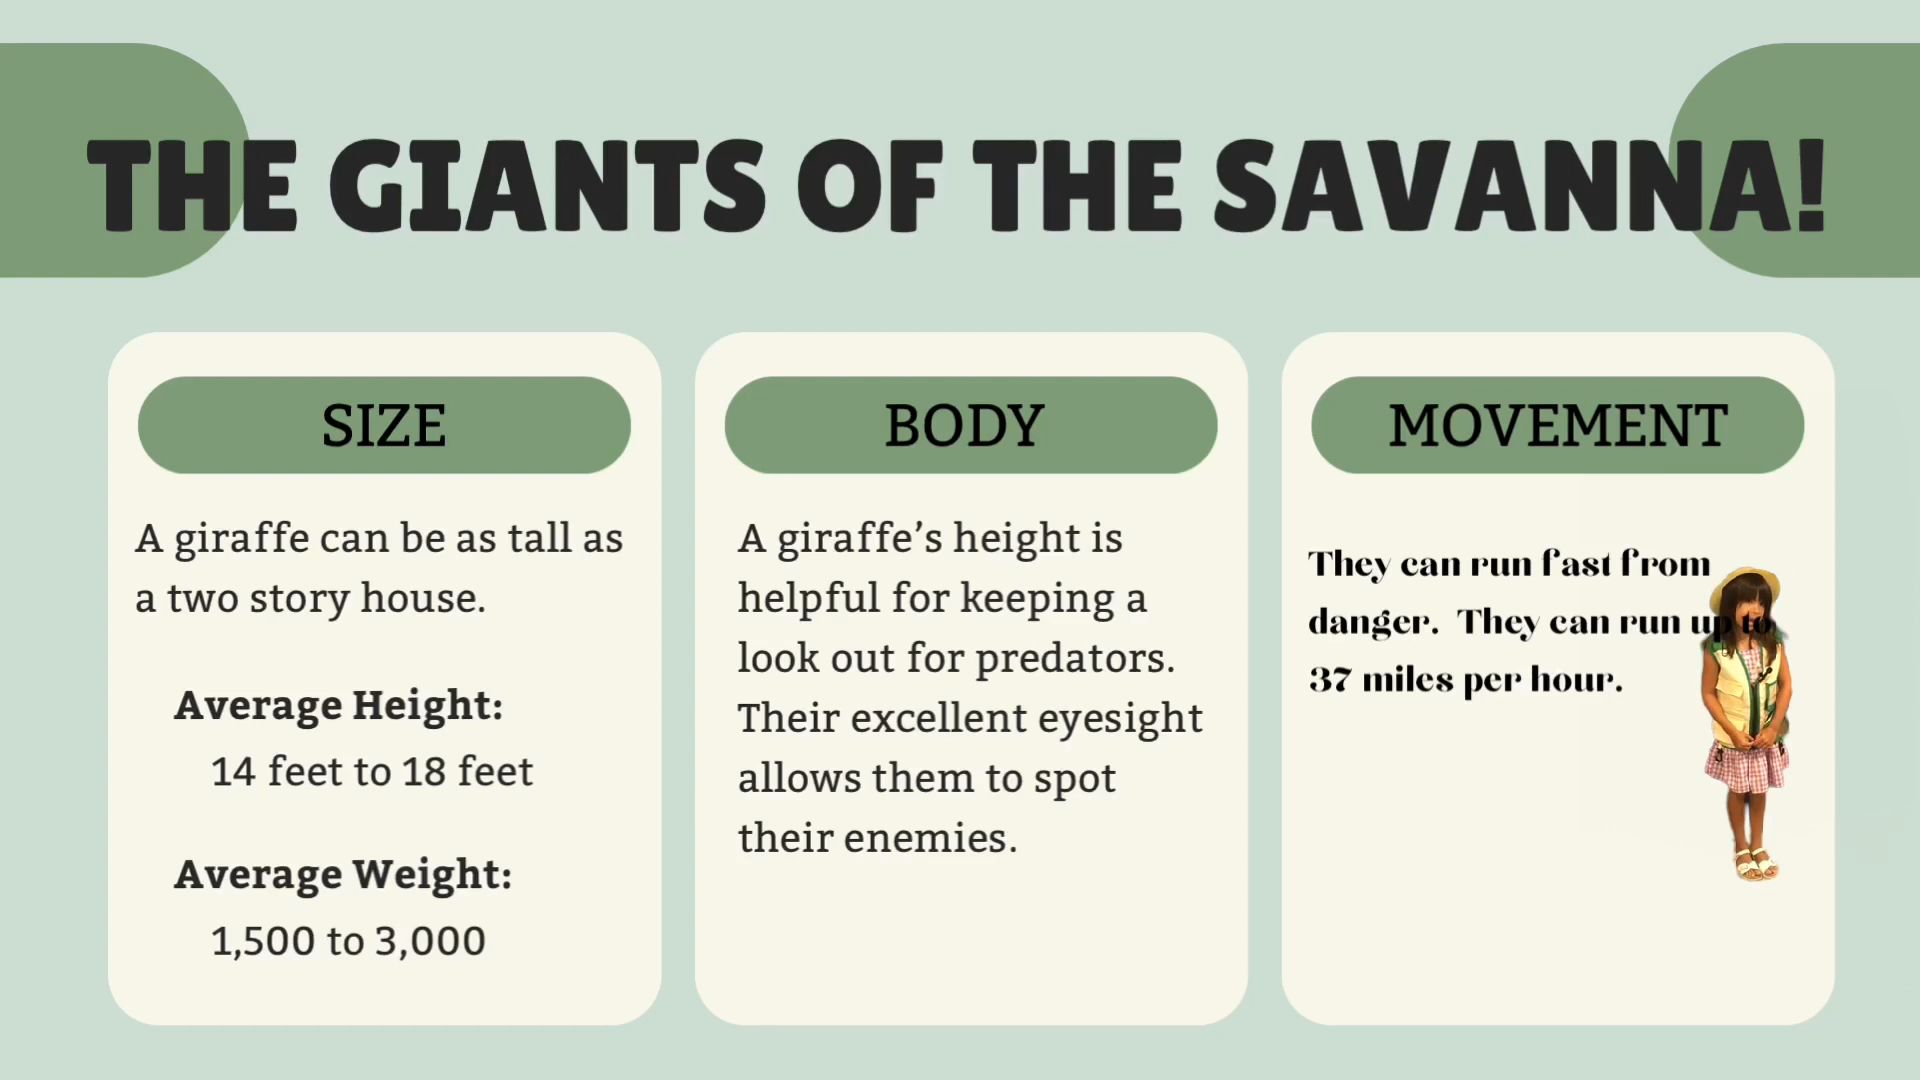 THE GIANTS OF THE SAVANNA!
SIZE
A giraffe can be as tall as
a two story house.
Average Height:
14 feet to 18 feet
Average Weight:
1,500 to 3,000
BODY
A giraffe’s height is
helpful for keeping a
look out for predators.
Their excellent eyesight
allows them to spot
their enemies.
MOVEMENT
They can run fast from
danger.  They can run up to
37 miles per hour.